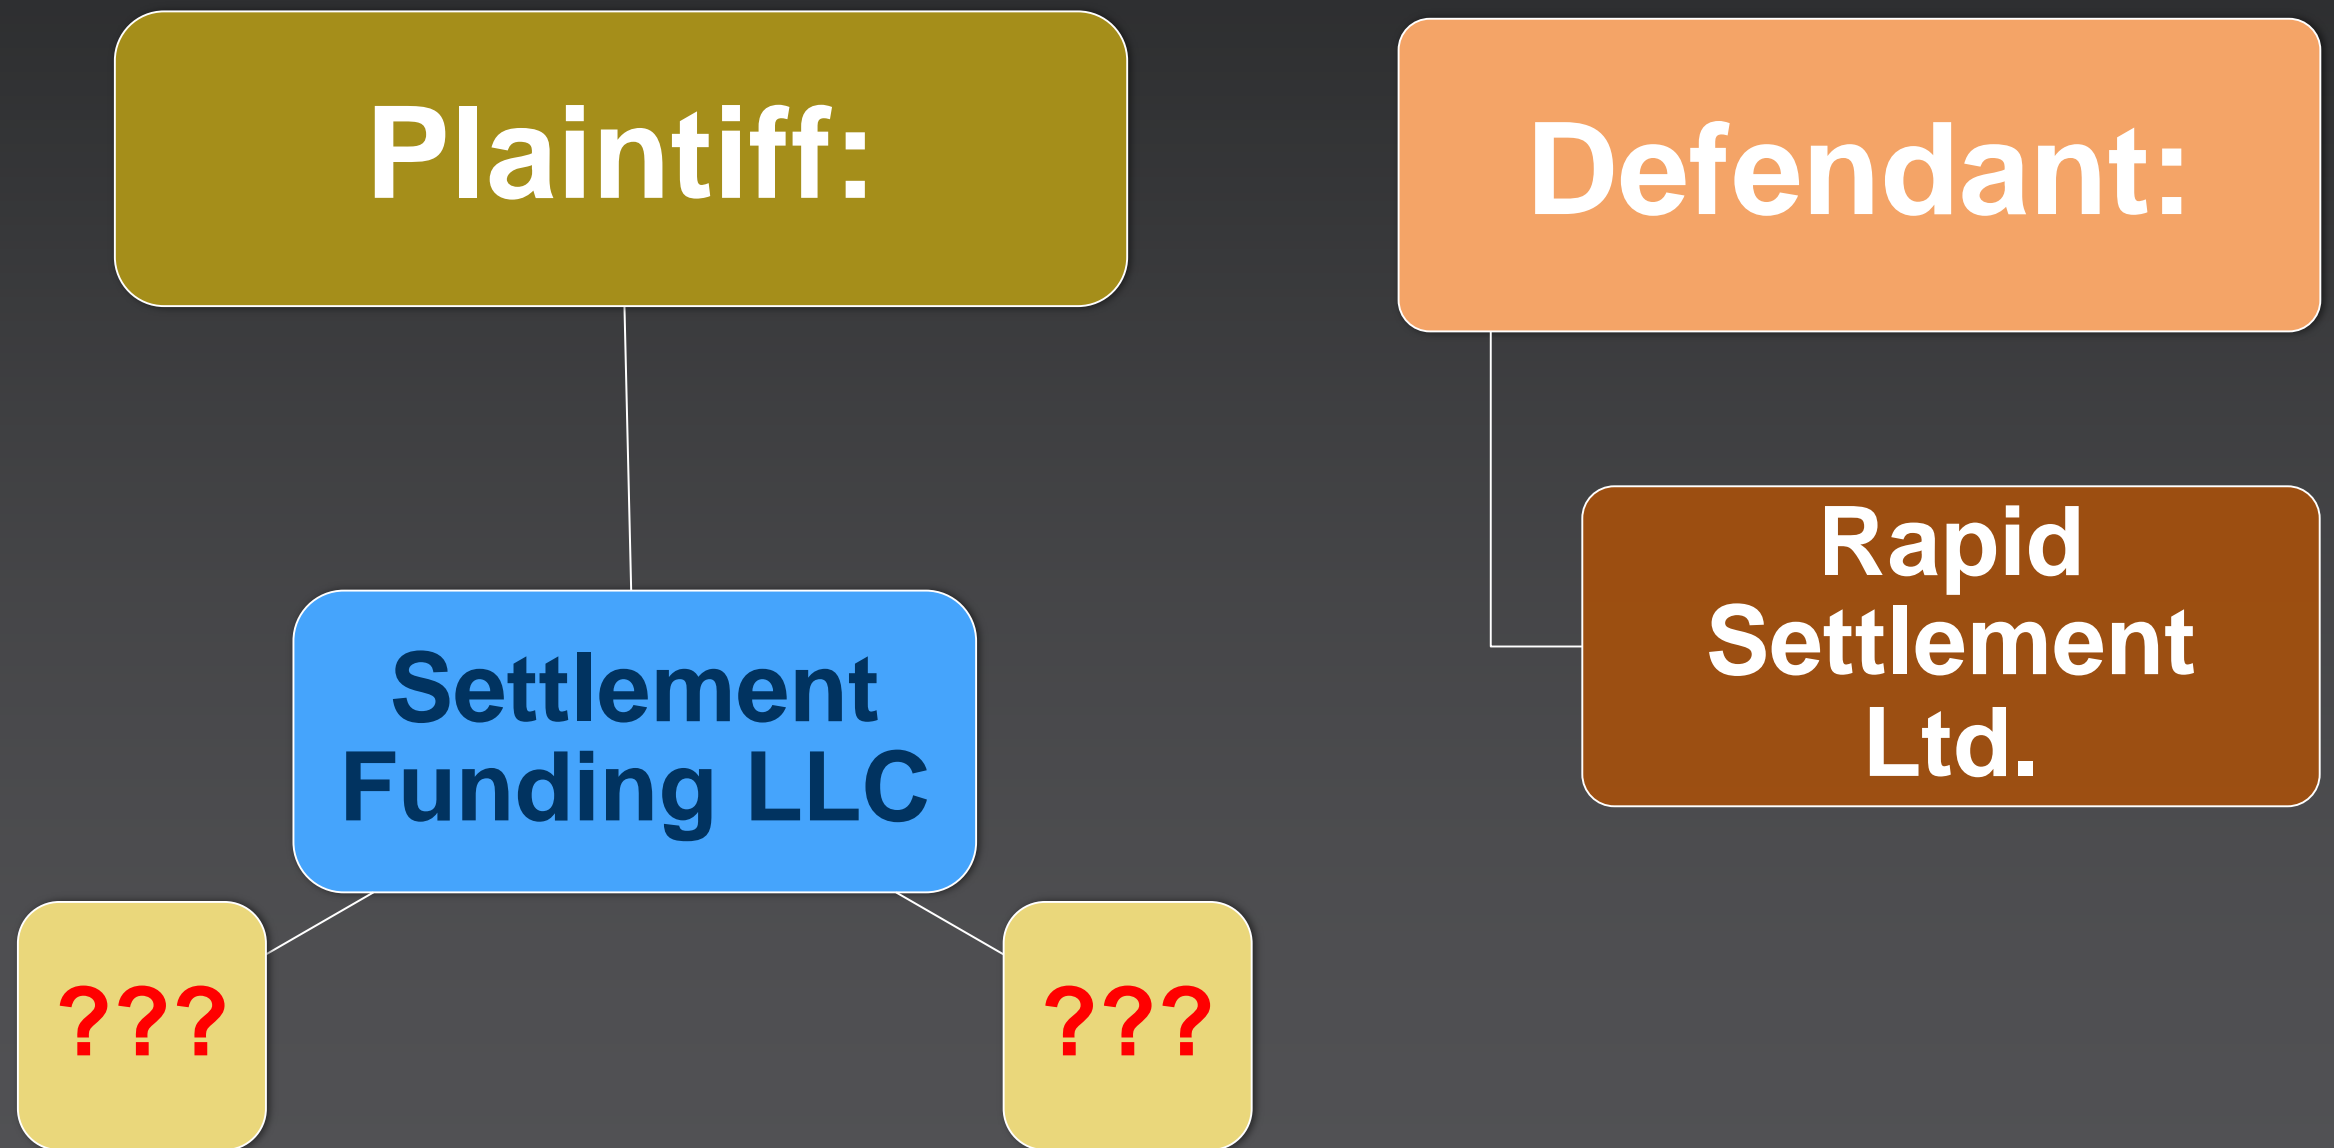 Plaintiff:
Settlement
Funding LLC
???
???
Defendant:
Rapid
Settlement
Ltd.